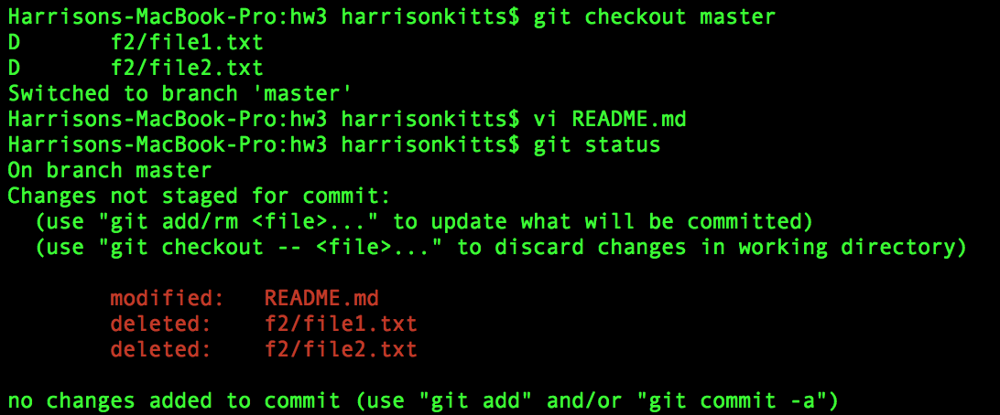 Harrisons-MacBook-Pro:hw3 harrisonkitts$ git checkout master
D       f2/file1.txt
D       f2/file2.txt
Switched to branch 'master'
Harrisons-MacBook-Pro:hw3 harrisonkitts$ vi README.md
Harrisons-MacBook-Pro:hw3 harrisonkitts$ git status
On branch master
Changes not staged for commit:
  (use "git add/rm <file>..." to update what will be committed)
  (use "git checkout -- <file>..." to discard changes in working directory)

        modified:   README.md
        deleted:    f2/file1.txt
        deleted:    f2/file2.txt

no changes added to commit (use "git add" and/or "git commit -a")